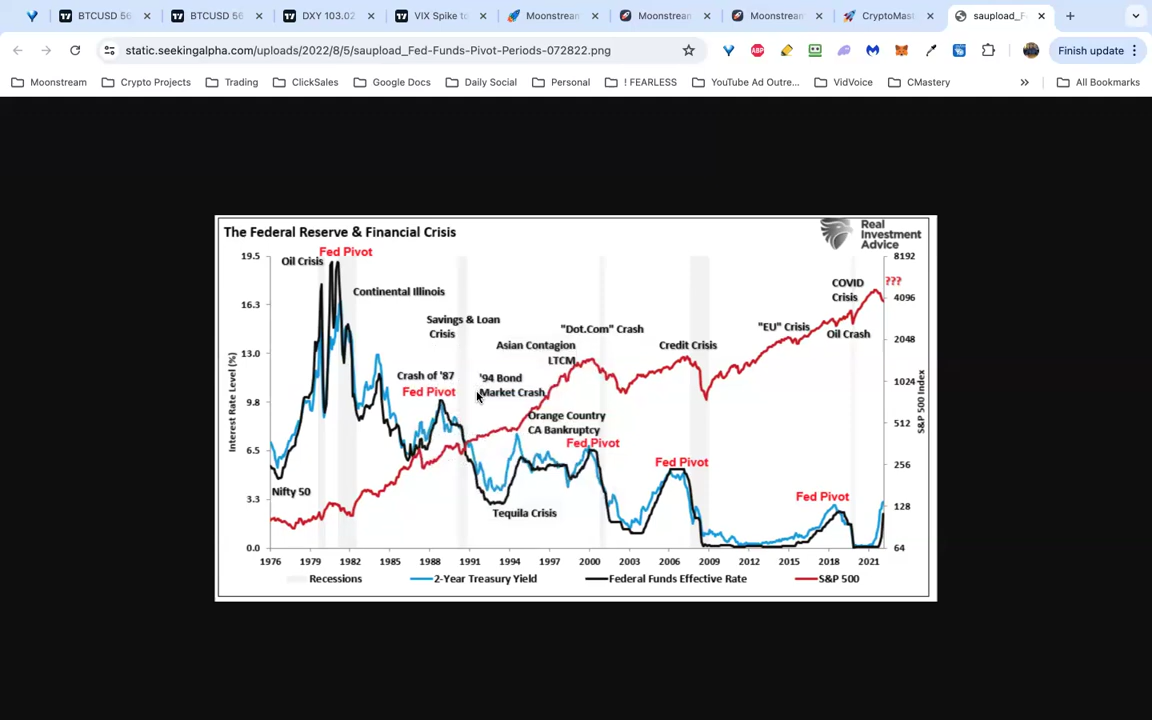 BTCUSD 56
BTCUSD 56
DXY 103.02
VIX Spike to
Moonstream
Moonstream
Moonstream
CryptoMas
saupload_F
static.seekingalpha.com/uploads/2022/8/5/saupload_Fed-Funds-Pivot-Periods-072822.png
Finish update
Moonstream
Crypto Projects
Trading
ClickSales
Google Docs
Daily Social
Personal
! FEARLESS
YouTube Ad Outre...
VidVoice
CMastery
»
All Bookmarks
The Federal Reserve & Financial Crisis
Real
Investment
Advice
Fed Pivot
19.5
Oil Crisis
8192
???
COVID
Crisis
Continental Illinois
16.3
4096
Savings & Loan
Crisis
"Dot.Com" Crash
"EU" Crisis
Oil Crash
2048
Asian Contagion
LTCM
Credit Crisis
13.0
Crash of '87
'94 Bond
Market Crash
1024
Fed Pivot
9.8
Orange Country
CA Bankruptcy
512
Fed Pivot
6.5
Fed Pivot
256
Nifty 50
3.3
Fed Pivot
128
Tequila Crisis
0.0
64
Interest Rate Level (%)
S&P 500 Index
1976 1979 1982 1985 1988 1991 1994 1997 2000 2003 2006 2009 2012 2015 2018 2021
Recessions 2-Year Treasury Yield Federal Funds Effective Rate S&P 500